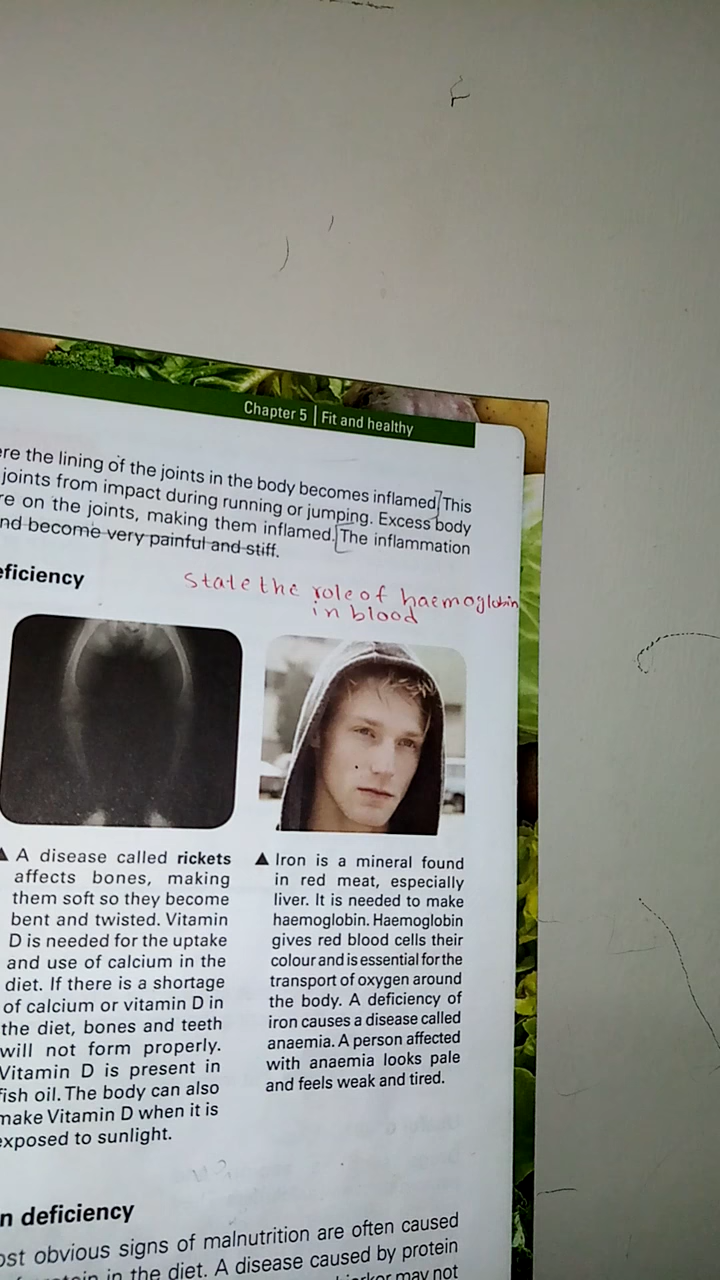 Chapter 5 | Fit and healthy
ere the lining of the joints in the body becomes inflamed. This
joints from impact during running or jumping. Excess body
re on the joints, making them inflamed. The inflammation
nd become very painful and stiff.
eficiency
State the role of haemoglobin
in blood
▲ A disease called rickets
affects bones, making
them soft so they become
bent and twisted. Vitamin
D is needed for the uptake
and use of calcium in the
diet. If there is a shortage
of calcium or vitamin D in
the diet, bones and teeth
will not form properly.
Vitamin D is present in
fish oil. The body can also
make Vitamin D when it is
exposed to sunlight.
▲ Iron is a mineral found
in red meat, especially
liver. It is needed to make
haemoglobin. Haemoglobin
gives red blood cells their
colour and is essential for the
transport of oxygen around
the body. A deficiency of
iron causes a disease called
anaemia. A person affected
with anaemia looks pale
and feels weak and tired.
n deficiency
ost obvious signs of malnutrition are often caused
in the diet. A disease caused by protein
may not